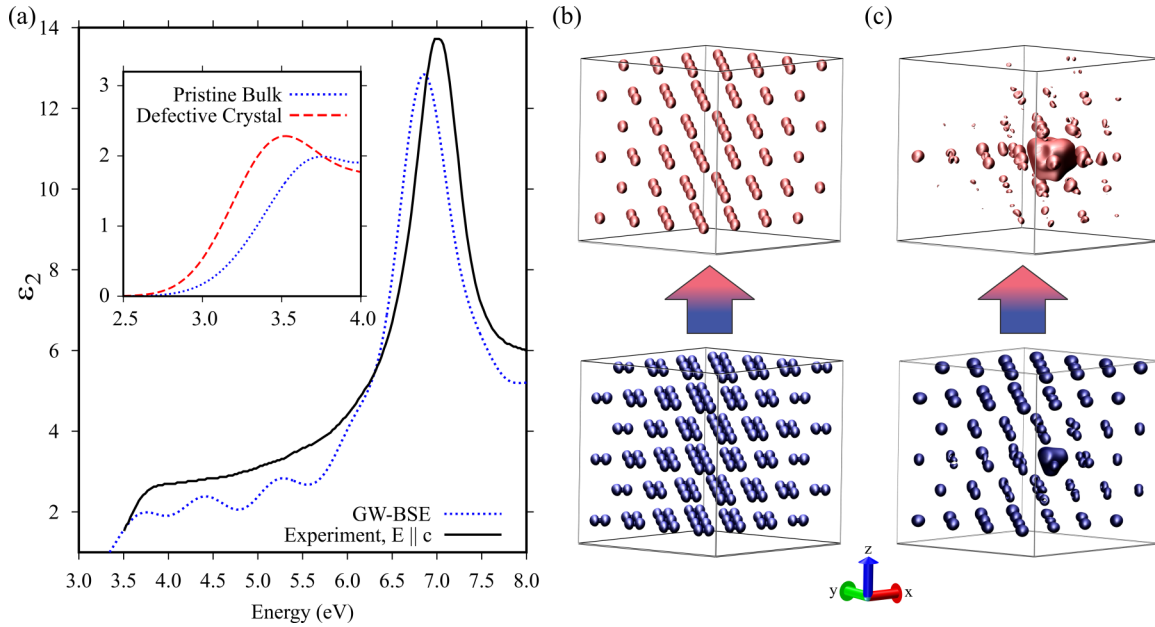 (a)
(b)
(c)
14
12
10
8
6
4
2
ε2
3
2
1
0
Pristine Bulk
Defective Crystal
2.5 3.0 3.5 4.0
GW-BSE
Experiment, E || c
3.0 3.5 4.0 4.5 5.0 5.5 6.0 6.5 7.0 7.5 8.0
Energy (eV)
z
y
x